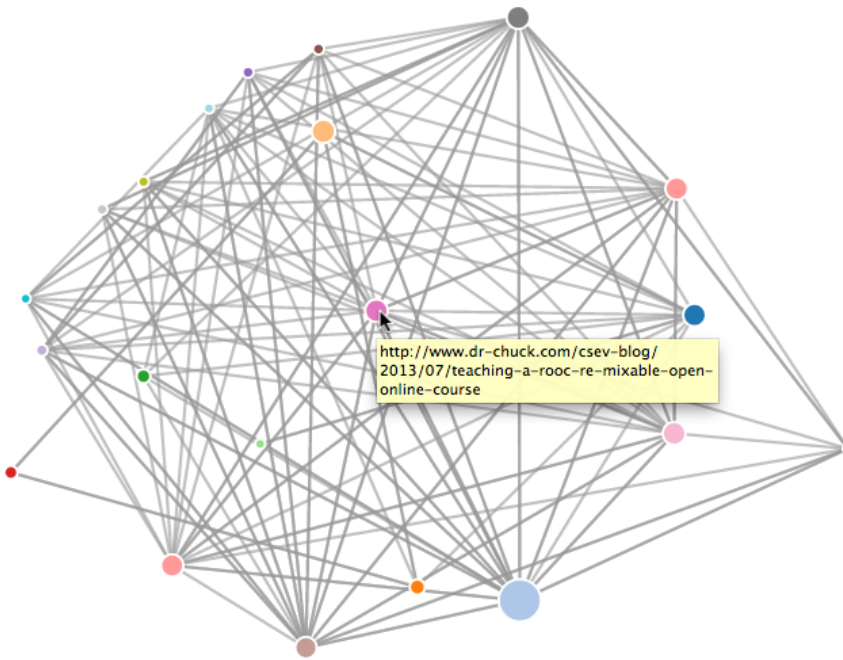 http://www.dr-chuck.com/csev-blog/
2013/07/teaching-a-rooc-re-mixable-open-
online-course